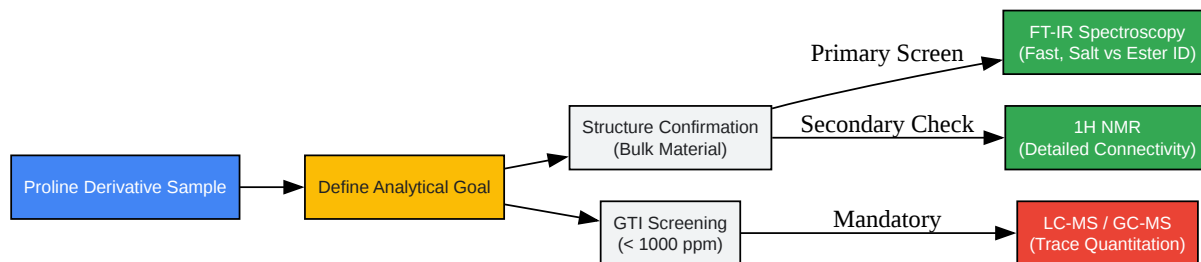 Proline Derivative Sample
Define Analytical Goal
Structure Confirmation
(Bulk Material)
GTI Screening
(< 1000 ppm)
Primary Screen
Secondary Check
Mandatory
FT-IR Spectroscopy
(Fast, Salt vs Ester ID)
1H NMR
(Detailed Connectivity)
LC-MS / GC-MS
(Trace Quantitation)